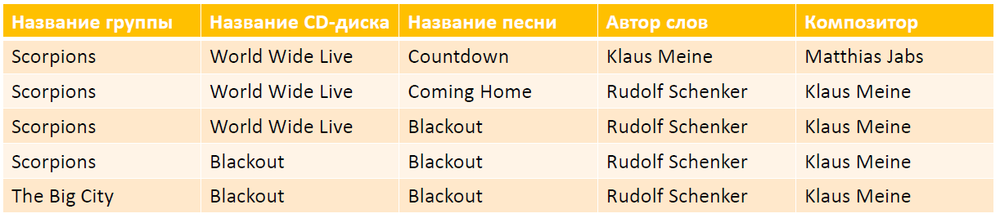 Название группы Название CD-диска Название песни Автор слов Композитор
Scorpions World Wide Live Countdown Klaus Meine Matthias Jabs
Scorpions World Wide Live Coming Home Rudolf Schenker Klaus Meine
Scorpions World Wide Live Blackout Rudolf Schenker Klaus Meine
Scorpions Blackout Blackout Rudolf Schenker Klaus Meine
The Big City Blackout Blackout Rudolf Schenker Klaus Meine